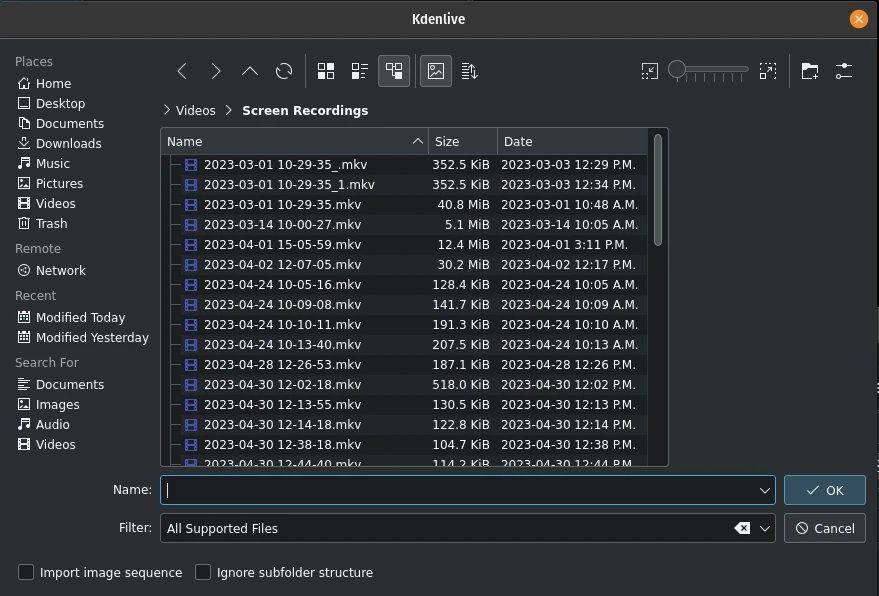 Kdenlive
Places
Home
Desktop
Documents
Downloads
Music
Pictures
Videos
Trash
Remote
Network
Recent
Modified Today
Modified Yesterday
Search For
Documents
Images
Audio
Videos
Videos > Screen Recordings
Name Size Date
2023-03-01 10-29-35_.mkv 352.5 KiB 2023-03-03 12:29 P.M.
2023-03-01 10-29-35_1.mkv 352.5 KiB 2023-03-03 12:34 P.M.
2023-03-01 10-29-35.mkv 40.8 MiB 2023-03-01 10:48 A.M.
2023-03-14 10-00-27.mkv 5.1 MiB 2023-03-14 10:05 A.M.
2023-04-01 15-05-59.mkv 12.4 MiB 2023-04-01 3:11 P.M.
2023-04-02 12-07-05.mkv 30.2 MiB 2023-04-02 12:17 P.M.
2023-04-24 10-05-16.mkv 128.4 KiB 2023-04-24 10:05 A.M.
2023-04-24 10-09-08.mkv 141.7 KiB 2023-04-24 10:09 A.M.
2023-04-24 10-10-11.mkv 191.3 KiB 2023-04-24 10:10 A.M.
2023-04-24 10-13-40.mkv 207.5 KiB 2023-04-24 10:13 A.M.
2023-04-28 12-26-53.mkv 187.1 KiB 2023-04-28 12:26 P.M.
2023-04-30 12-02-18.mkv 518.0 KiB 2023-04-30 12:02 P.M.
2023-04-30 12-13-55.mkv 130.5 KiB 2023-04-30 12:13 P.M.
2023-04-30 12-14-18.mkv 122.8 KiB 2023-04-30 12:14 P.M.
2023-04-30 12-38-18.mkv 104.7 KiB 2023-04-30 12:38 P.M.
2023-04-30 12-44-40.mkv 114.2 KiB 2023-04-30 12:44 P.M.
Name: OK
Filter: All Supported Files Cancel
Import image sequence Ignore subfolder structure